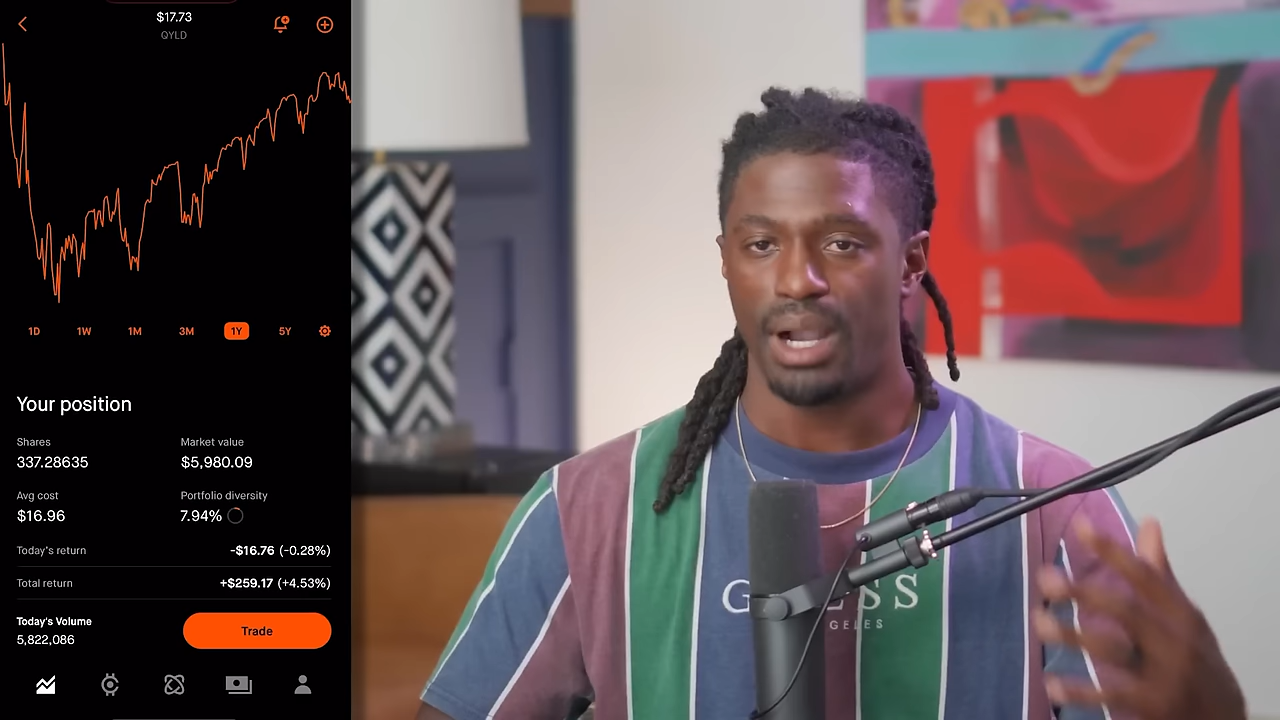 $17.73
QYLD
1D 1W 1M 3M 1Y 5Y
Your position
Shares Market value
337.28635 $5,980.09
Avg cost Portfolio diversity
$16.96 7.94%
Today's return -$16.76 (-0.28%)
Total return +$259.17 (+4.53%)
Today's Volume
5,822,086
Trade
G ESS
GELES